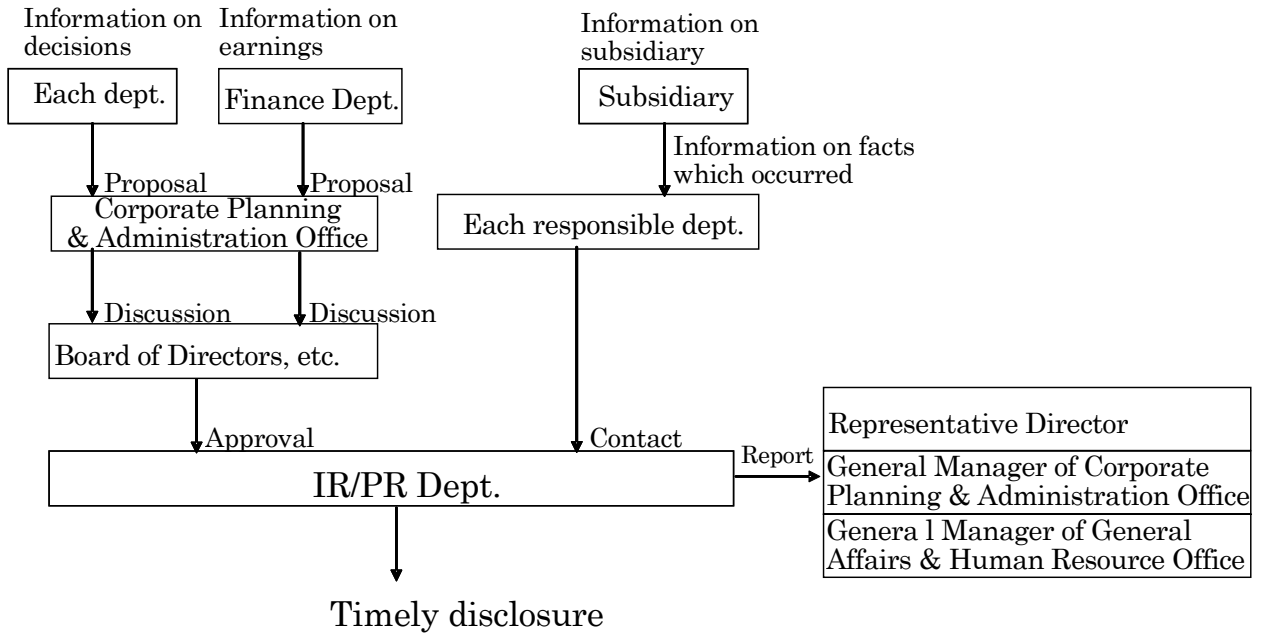 Information on
decisions
Information on
earnings
Information on
subsidiary
Each dept.
Finance Dept.
Subsidiary
Information on facts
which occurred
Proposal
Proposal
Corporate Planning
& Administration Office
Each responsible dept.
Discussion
Discussion
Board of Directors, etc.
Approval
Contact
Report
Representative Director
General Manager of Corporate
Planning & Administration Office
Genera l Manager of General
Affairs & Human Resource Office
IR/PR Dept.
Timely disclosure